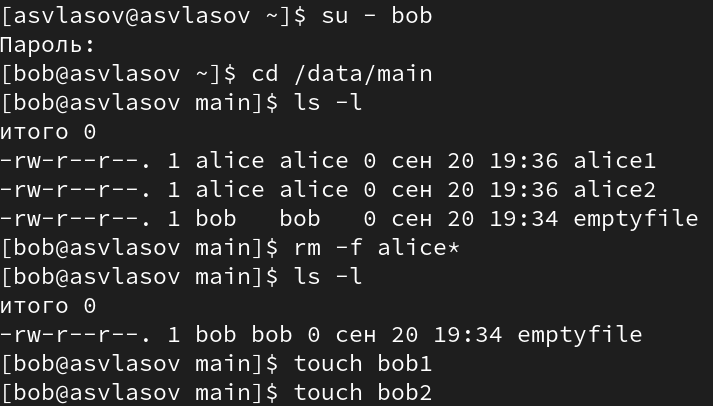 [asvlasov@asvlasov ~]$ su - bob
Пароль:
[bob@asvlasov ~]$ cd /data/main
[bob@asvlasov main]$ ls -l
итого 0
-rw-r--r--. 1 alice alice 0 сен 20 19:36 alice1
-rw-r--r--. 1 alice alice 0 сен 20 19:36 alice2
-rw-r--r--. 1 bob   bob   0 сен 20 19:34 emptyfile
[bob@asvlasov main]$ rm -f alice*
[bob@asvlasov main]$ ls -l
итого 0
-rw-r--r--. 1 bob bob 0 сен 20 19:34 emptyfile
[bob@asvlasov main]$ touch bob1
[bob@asvlasov main]$ touch bob2